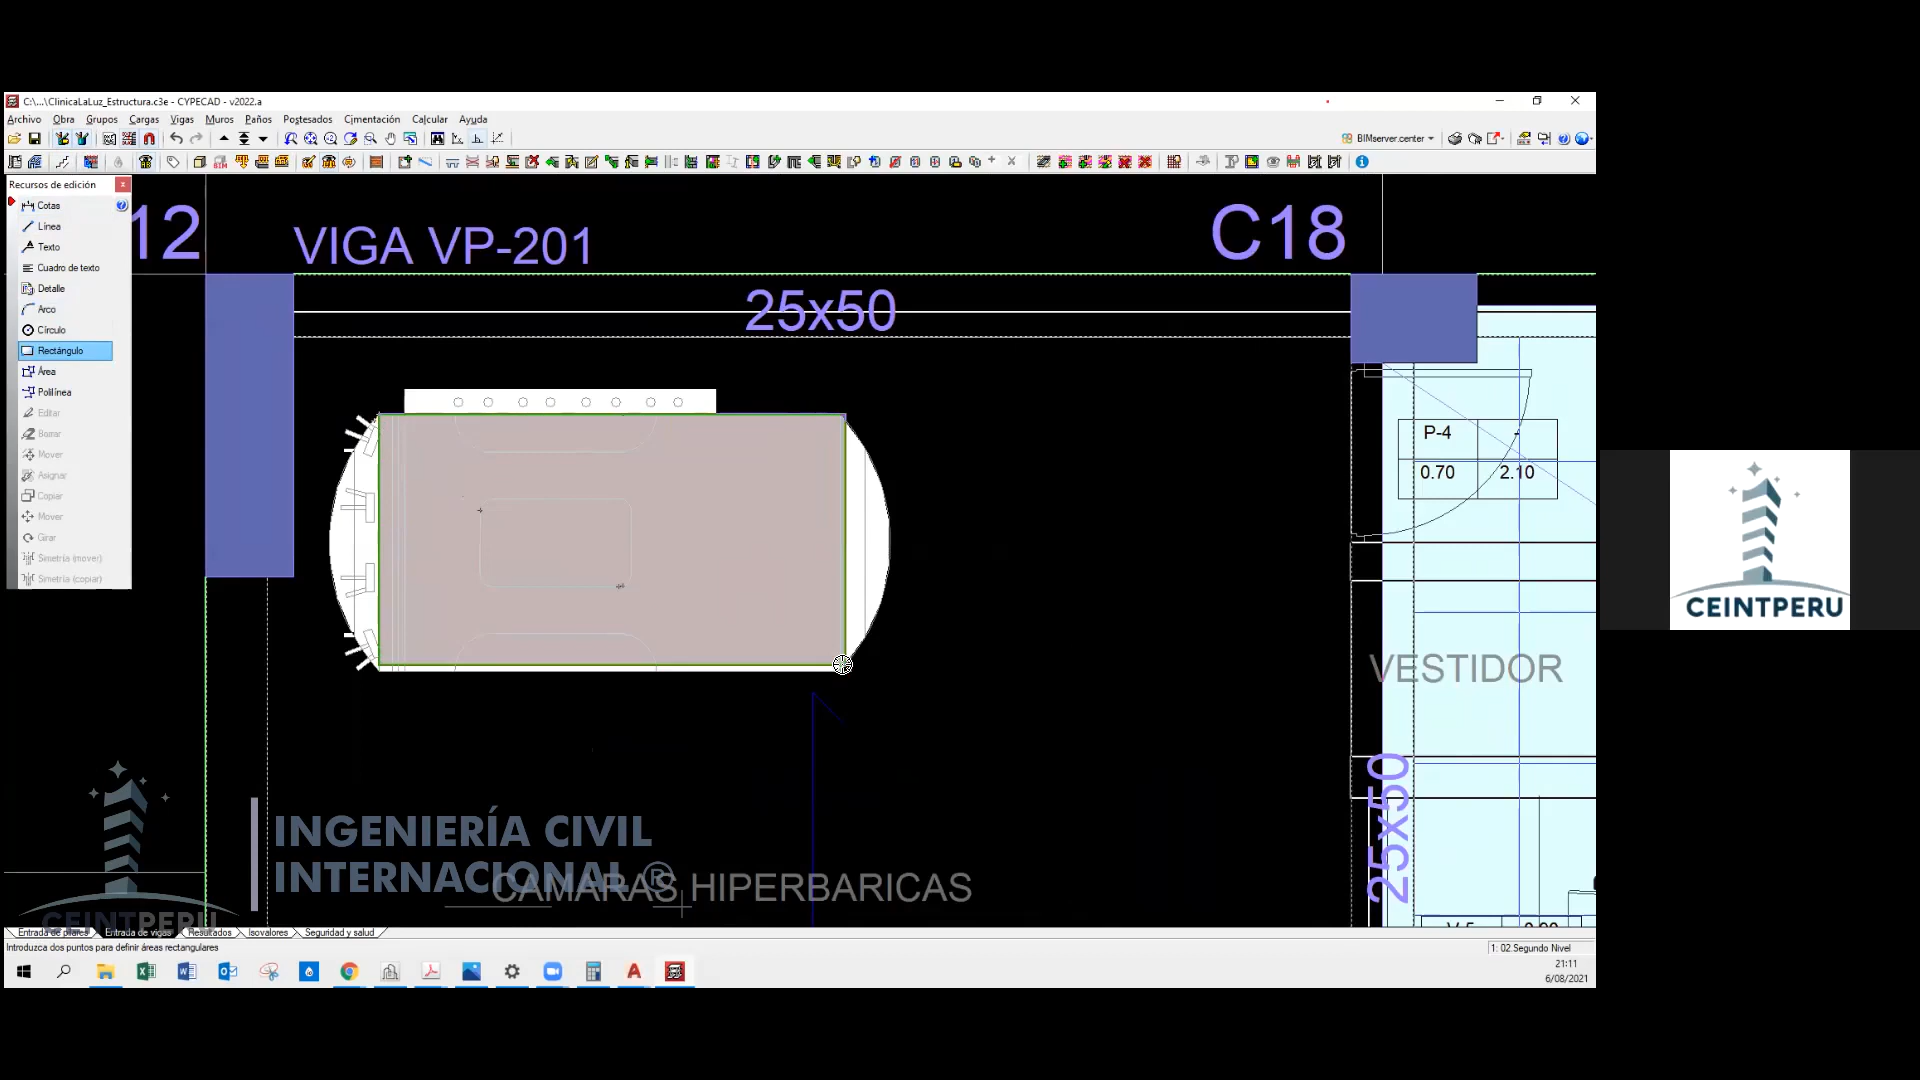 C:\...\ClinicaLaLuz_Estructura.c3e - CYPECAD - v2022.a
Archivo Obra Grupos Cargas Vigas Muros Paños Postesados Cimentación Calcular Ayuda
BIMserver.center
Recursos de edición
Cotas
Línea
Texto
Cuadro de texto
Detalle
Arco
Círculo
Rectángulo
Área
Polilínea
Editar
Borrar
Mover
Asignar
Copiar
Mover
Girar
Simetría (mover)
Simetría (copiar)
12
VIGA VP-201
C18
25x50
P-4 -
0.70 2.10
VESTIDOR
25x50
CAMARAS HIPERBARICAS
INGENIERÍA CIVIL
INTERNACIONAL ®
CEINTPERU
CEINTPERU
Entrada de pilares Entrada de vigas Resultados Isovalores Seguridad y salud
Introduzca dos puntos para definir áreas rectangulares
1: 02.Segundo Nivel
21:11
6/08/2021